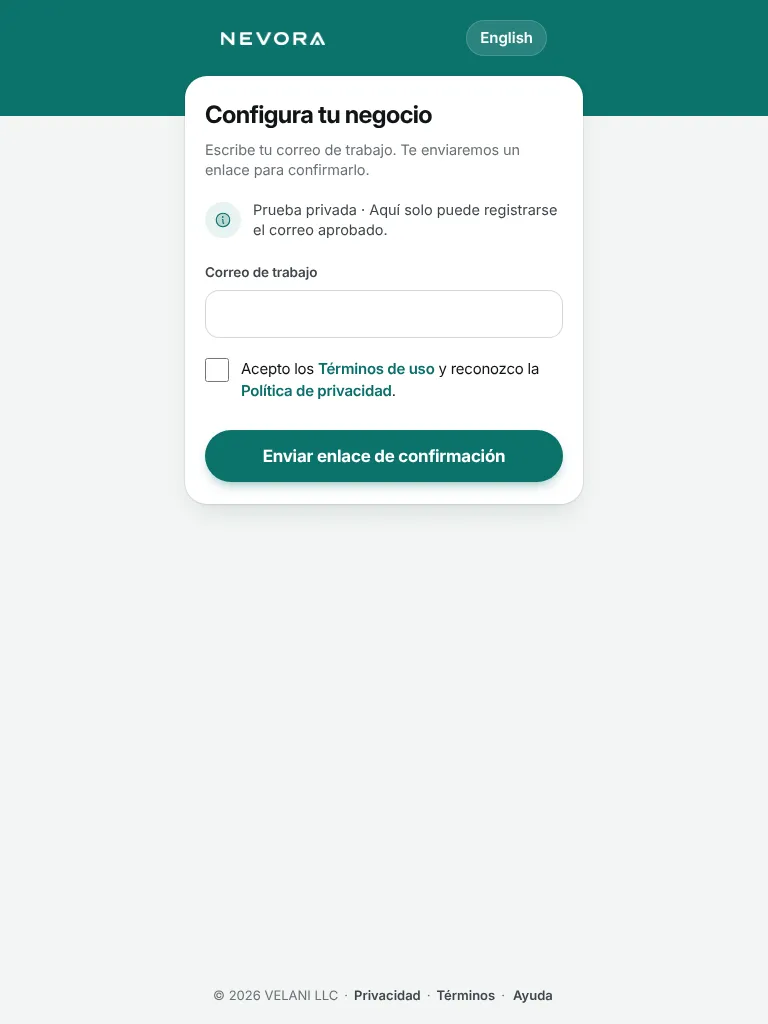 NEVORA
English
Configura tu negocio
Escribe tu correo de trabajo. Te enviaremos un
enlace para confirmarlo.
Prueba privada · Aquí solo puede registrarse
el correo aprobado.
Correo de trabajo
Acepto los Términos de uso y reconozco la
Política de privacidad.
Enviar enlace de confirmación
© 2026 VELANI LLC · Privacidad · Términos · Ayuda